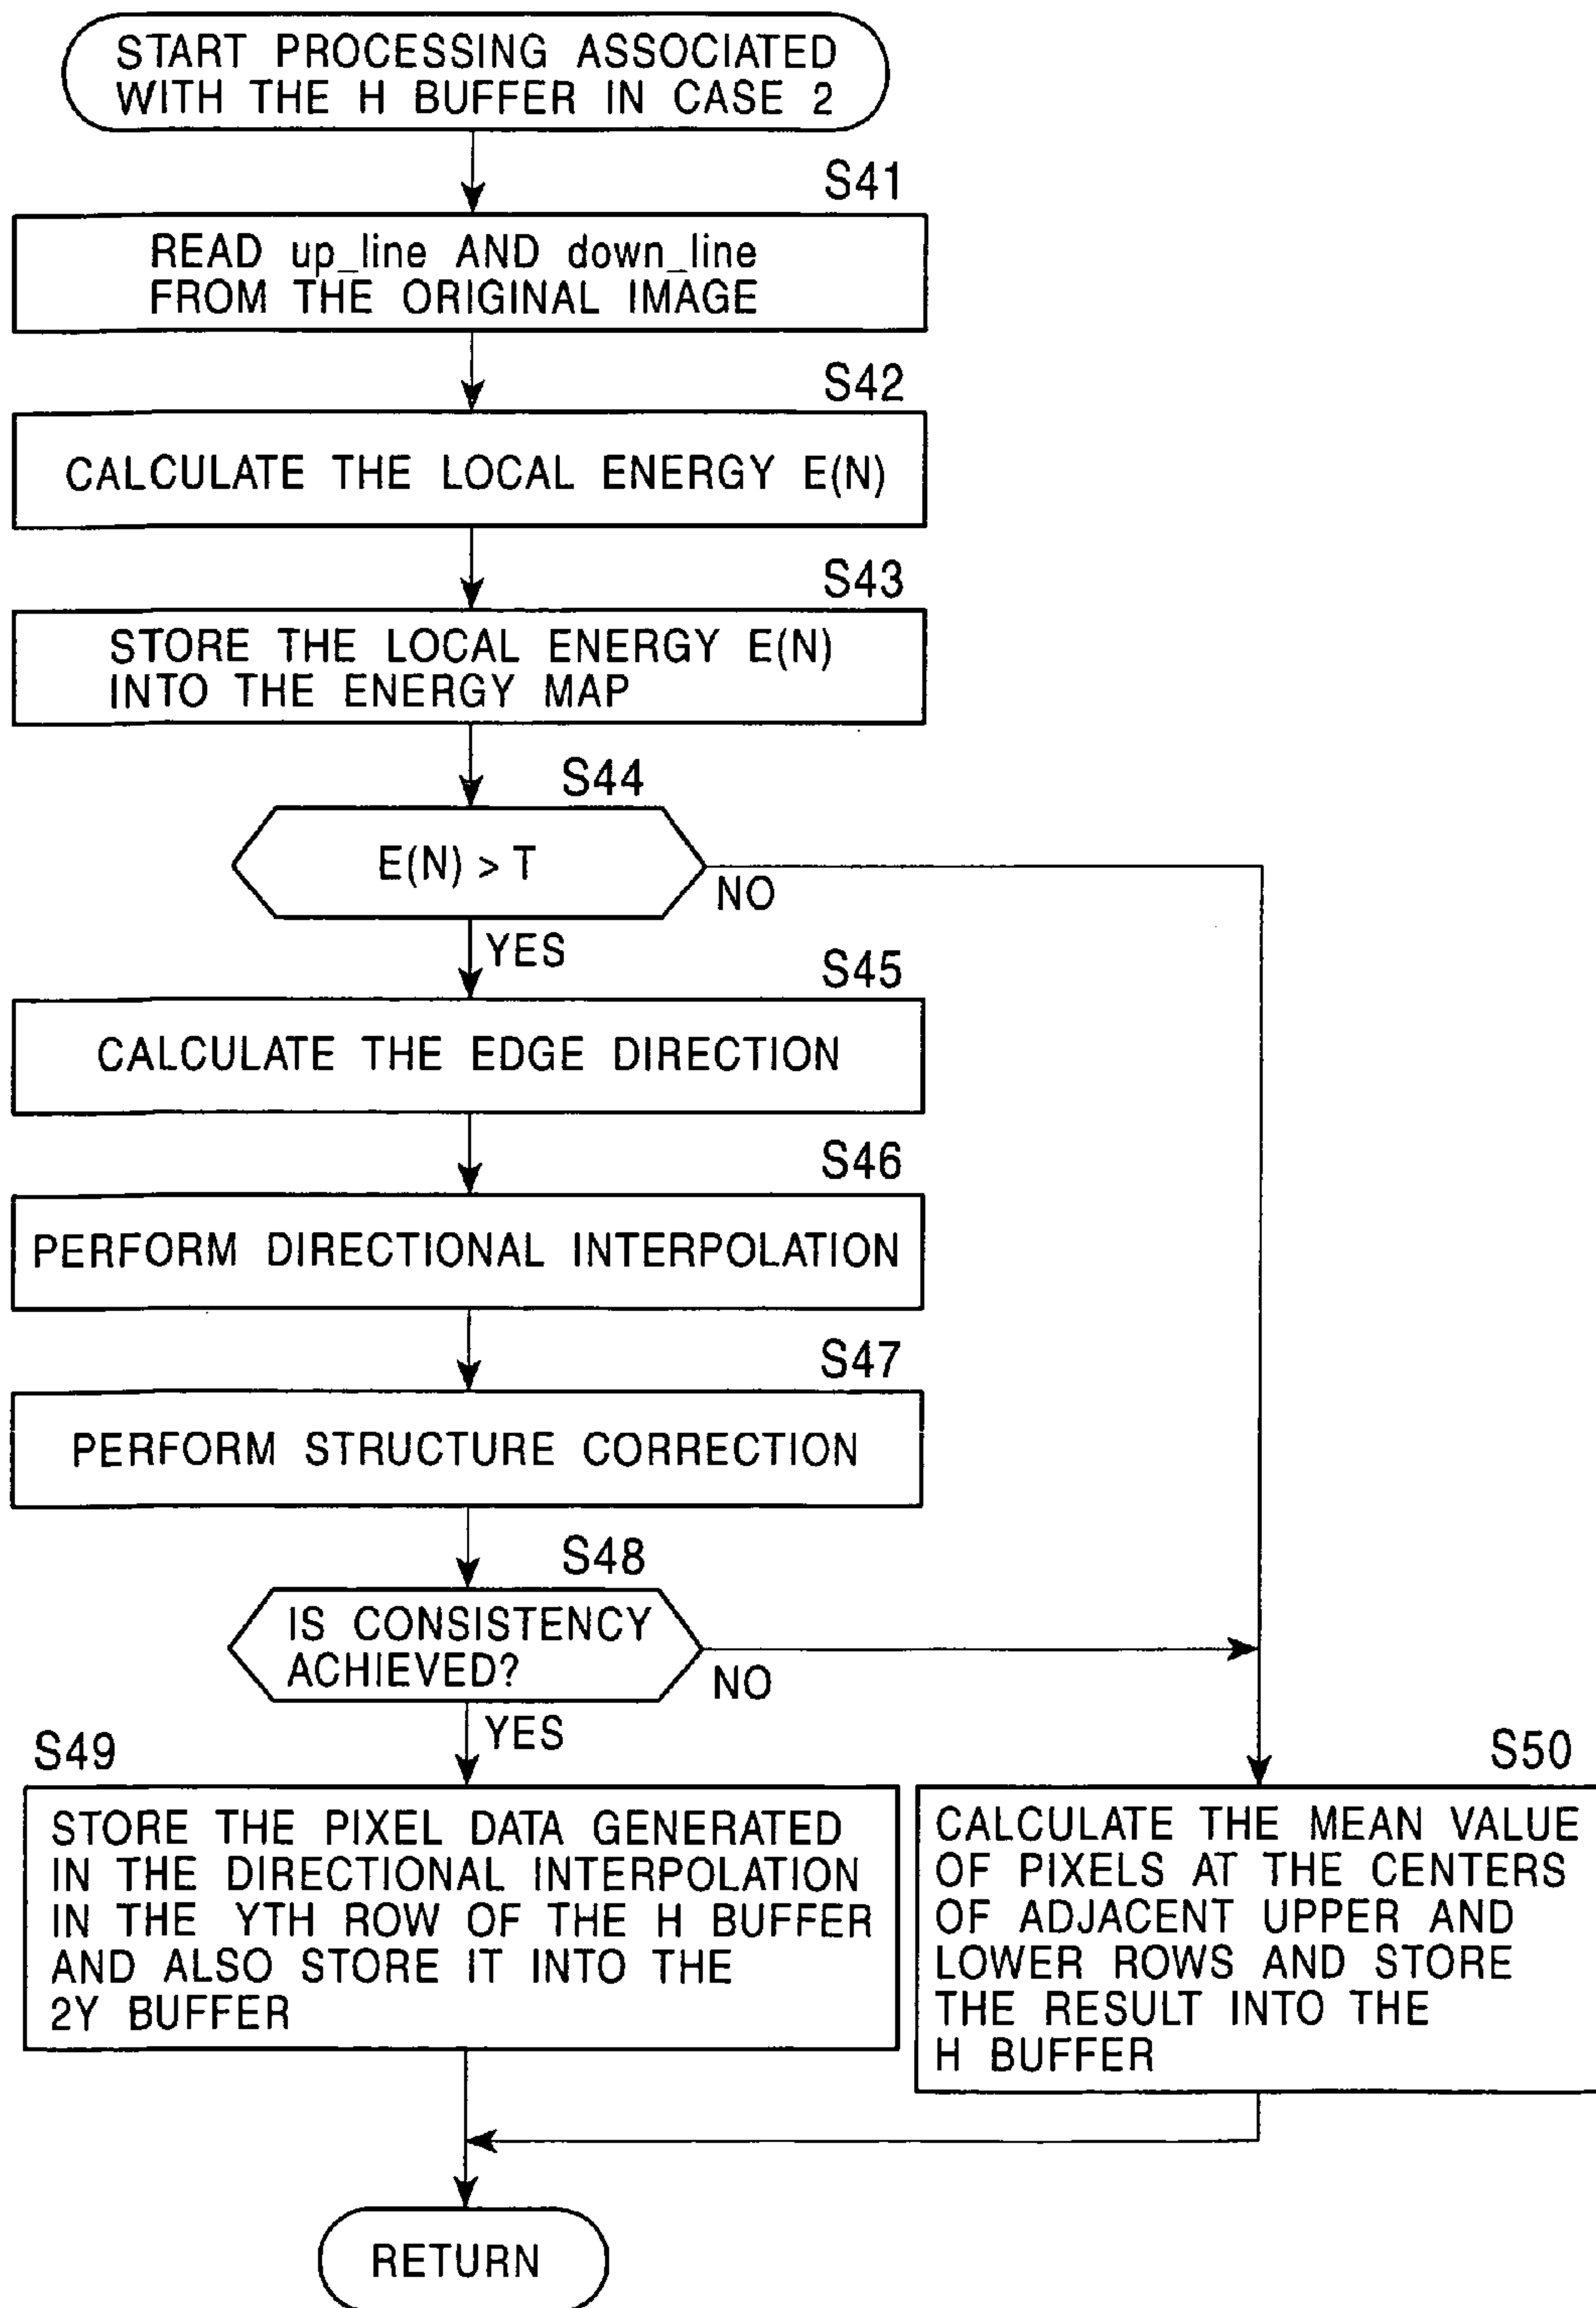 START PROCESSING ASSOCIATED
WITH THE H BUFFER IN CASE 2
S41
READ up_line AND down_line
FROM THE ORIGINAL IMAGE
S42
CALCULATE THE LOCAL ENERGY E(N)
S43
STORE THE LOCAL ENERGY E(N)
INTO THE ENERGY MAP
S44
E(N) > T
NO
YES
S45
CALCULATE THE EDGE DIRECTION
S46
PERFORM DIRECTIONAL INTERPOLATION
S47
PERFORM STRUCTURE CORRECTION
S48
IS CONSISTENCY
ACHIEVED?
NO
YES
S49
STORE THE PIXEL DATA GENERATED
IN THE DIRECTIONAL INTERPOLATION
IN THE YTH ROW OF THE H BUFFER
AND ALSO STORE IT INTO THE
2Y BUFFER
S50
CALCULATE THE MEAN VALUE
OF PIXELS AT THE CENTERS
OF ADJACENT UPPER AND
LOWER ROWS AND STORE
THE RESULT INTO THE
H BUFFER
RETURN